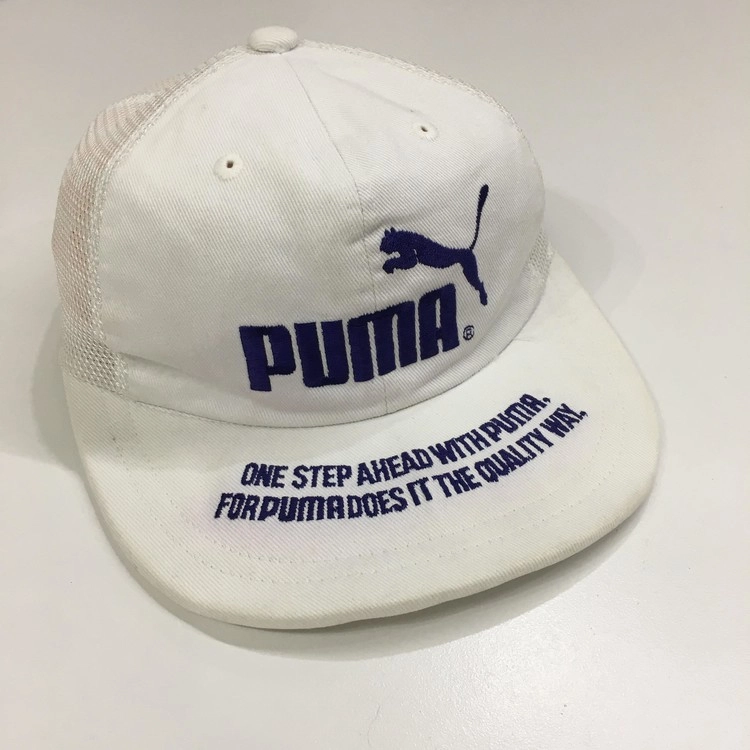 PUMA®
ONE STEP AHEAD WITH PUMA.
FOR PUMA DOES IT THE QUALITY WAY.